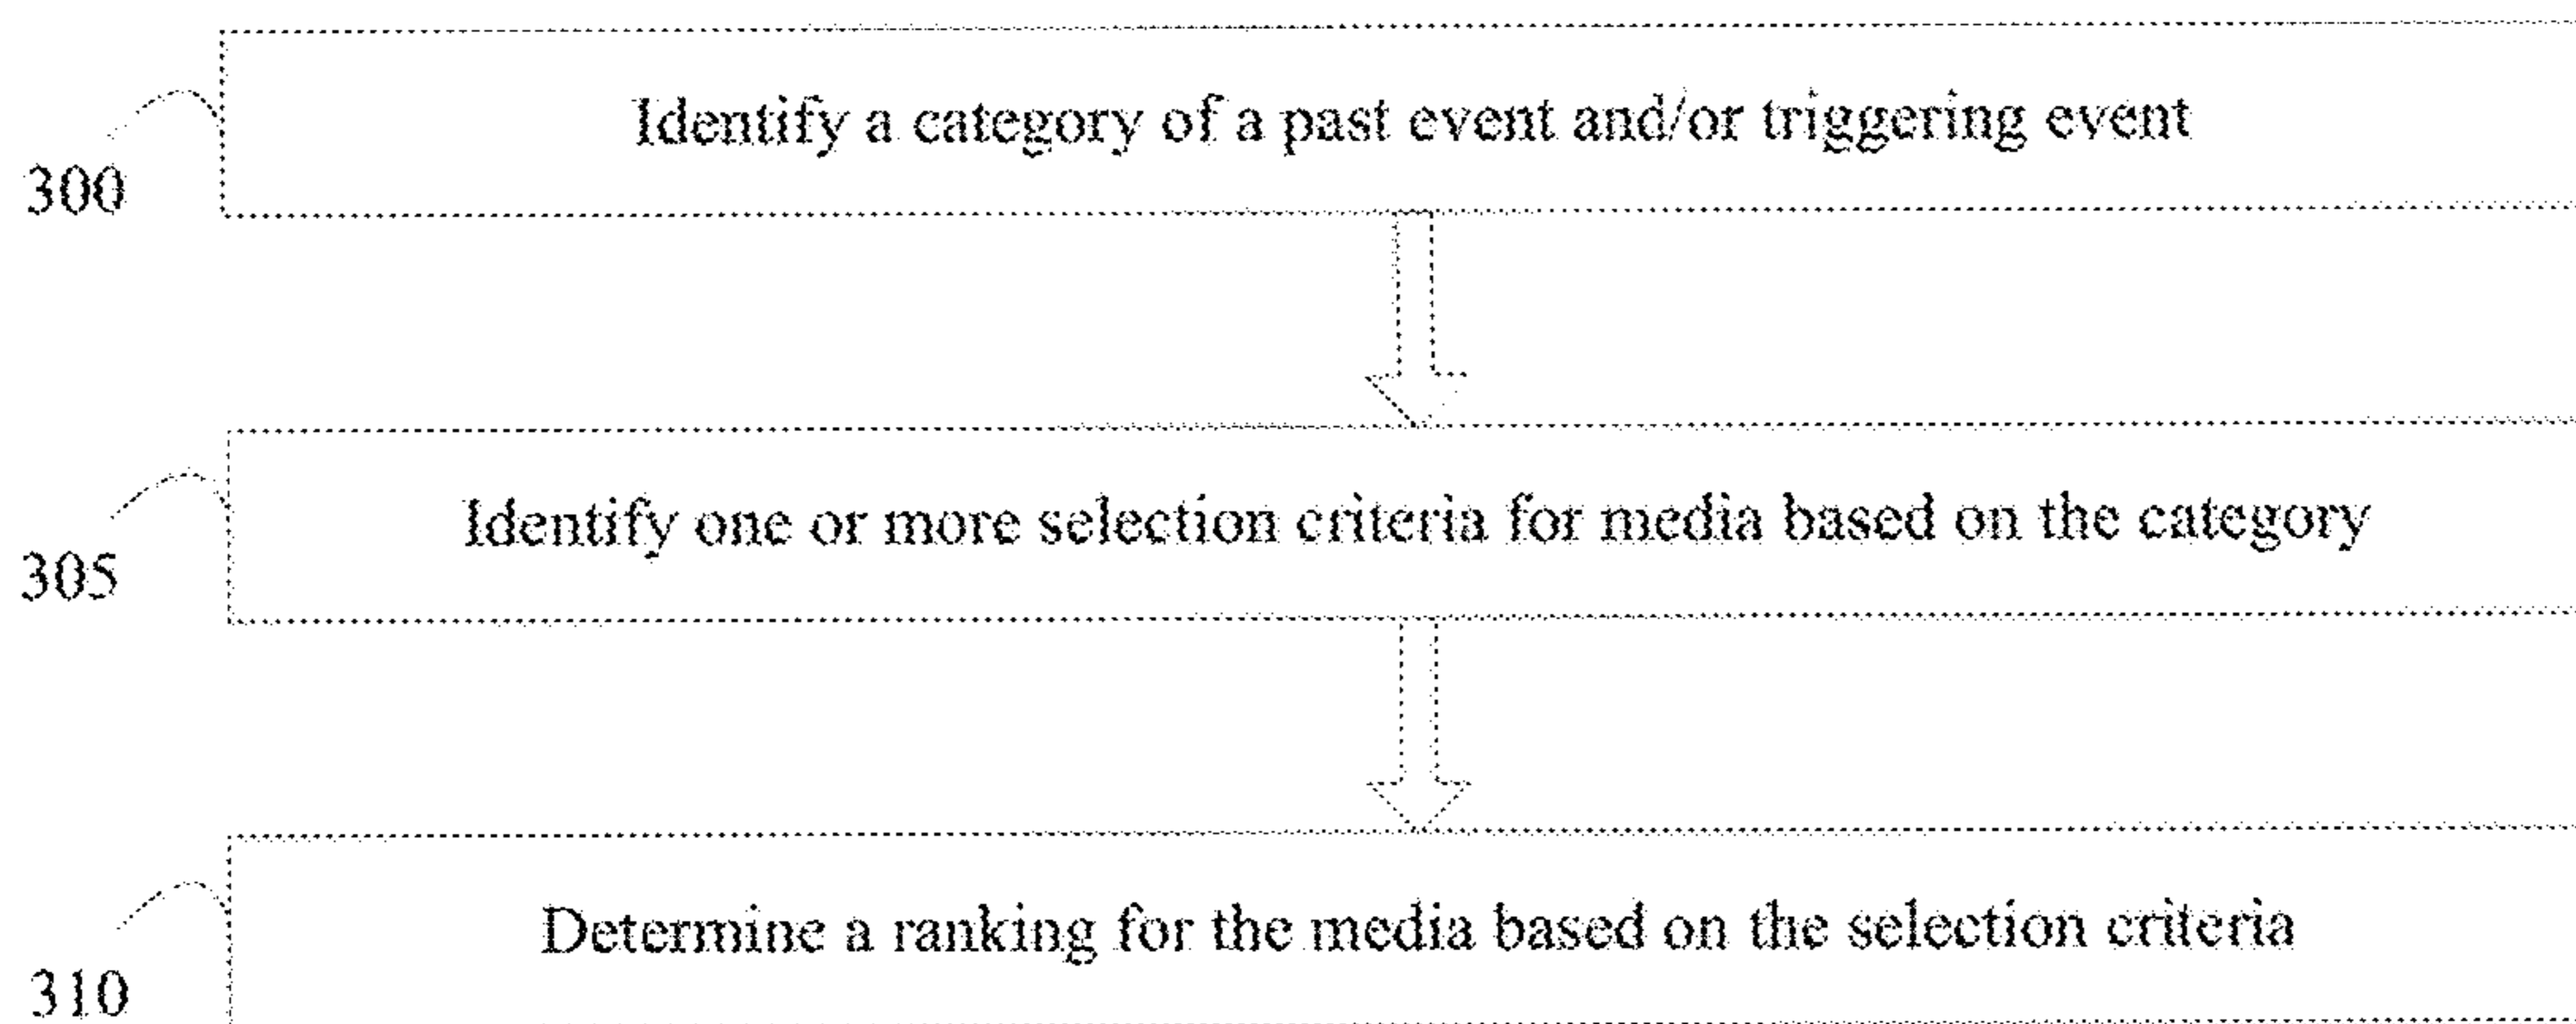 Identify a category of a past event and/or triggering event
300
Identify one or more selection criteria for media based on the category
305
Determine a ranking for the media based on the selection criteria
310